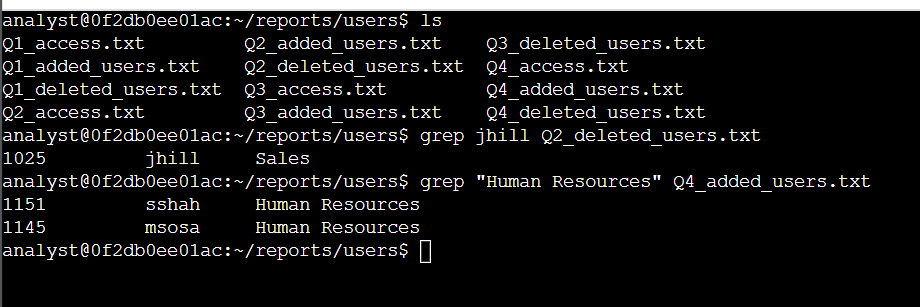 analyst@0f2db0ee01ac:~/reports/users$ ls
Q1_access.txt         Q2_added_users.txt    Q3_deleted_users.txt
Q1_added_users.txt    Q2_deleted_users.txt  Q4_access.txt
Q1_deleted_users.txt  Q3_access.txt         Q4_added_users.txt
Q2_access.txt         Q3_added_users.txt    Q4_deleted_users.txt
analyst@0f2db0ee01ac:~/reports/users$ grep jhill Q2_deleted_users.txt
1025         jhill     Sales
analyst@0f2db0ee01ac:~/reports/users$ grep "Human Resources" Q4_added_users.txt
1151         sshah     Human Resources
1145         msosa     Human Resources
analyst@0f2db0ee01ac:~/reports/users$